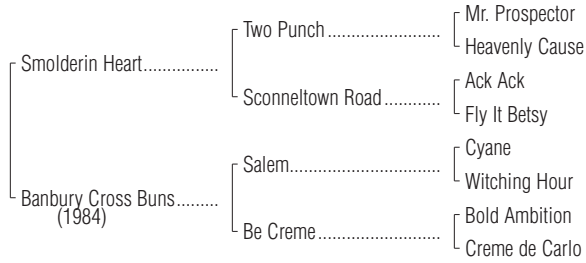 Mr. Prospector
Two Punch
Heavenly Cause
Smolderin Heart
Ack Ack
Sconneltown Road
Fly It Betsy
Cyane
Salem
Witching Hour
Banbury Cross Buns
(1984)
Bold Ambition
Be Creme
Creme de Carlo